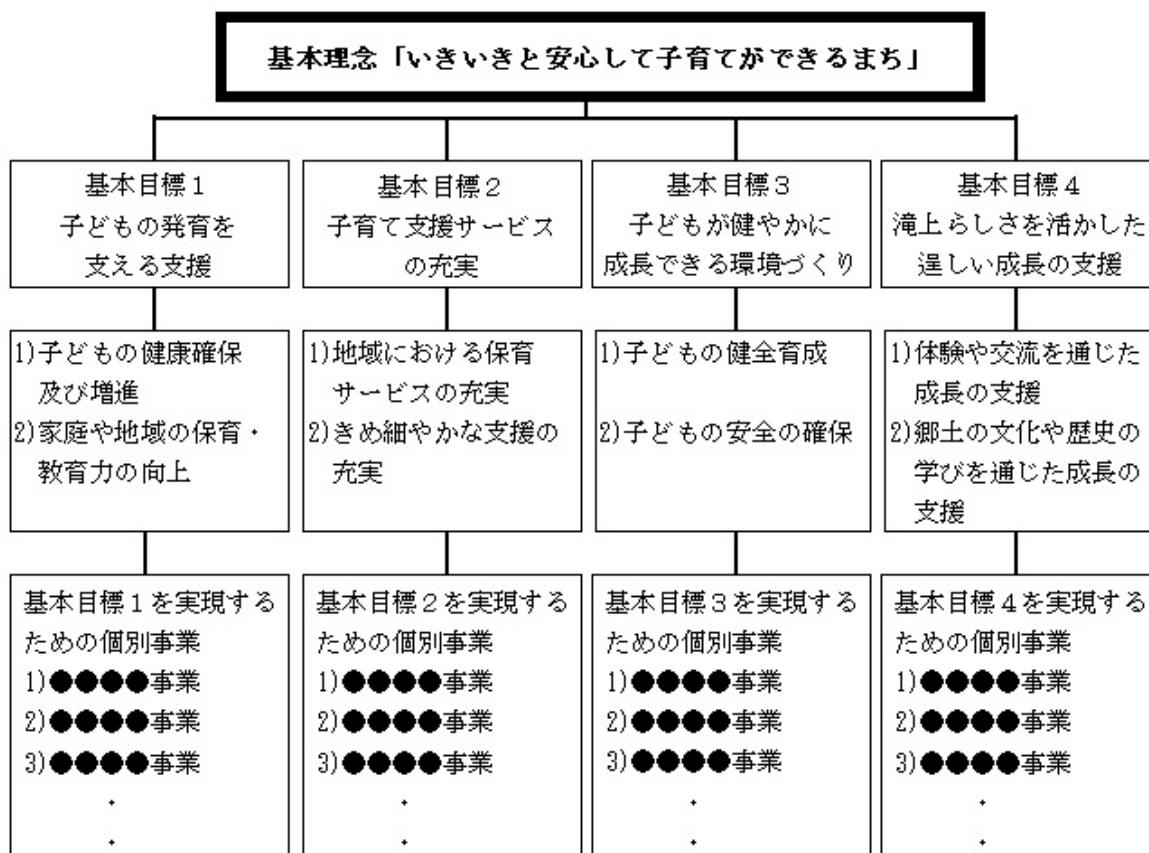 基本理念「いきいきと安心して子育てができるまち」
基本目標１
子どもの発育を
支える支援
基本目標２
子育て支援サービス
の充実
基本目標３
子どもが健やかに
成長できる環境づくり
基本目標４
滝上らしさを活かした
逞しい成長の支援
1)子どもの健康確保
及び増進
2)家庭や地域の保育・
教育力の向上
1)地域における保育
サービスの充実
2)きめ細やかな支援の
充実
1)子どもの健全育成
2)子どもの安全の確保
1)体験や交流を通じた
成長の支援
2)郷土の文化や歴史の
学びを通じた成長の
支援
基本目標１を実現する
ための個別事業
1)●●●●事業
2)●●●●事業
3)●●●●事業
・
・
基本目標２を実現する
ための個別事業
1)●●●●事業
2)●●●●事業
3)●●●●事業
・
・
基本目標３を実現する
ための個別事業
1)●●●●事業
2)●●●●事業
3)●●●●事業
・
・
基本目標４を実現する
ための個別事業
1)●●●●事業
2)●●●●事業
3)●●●●事業
・
・